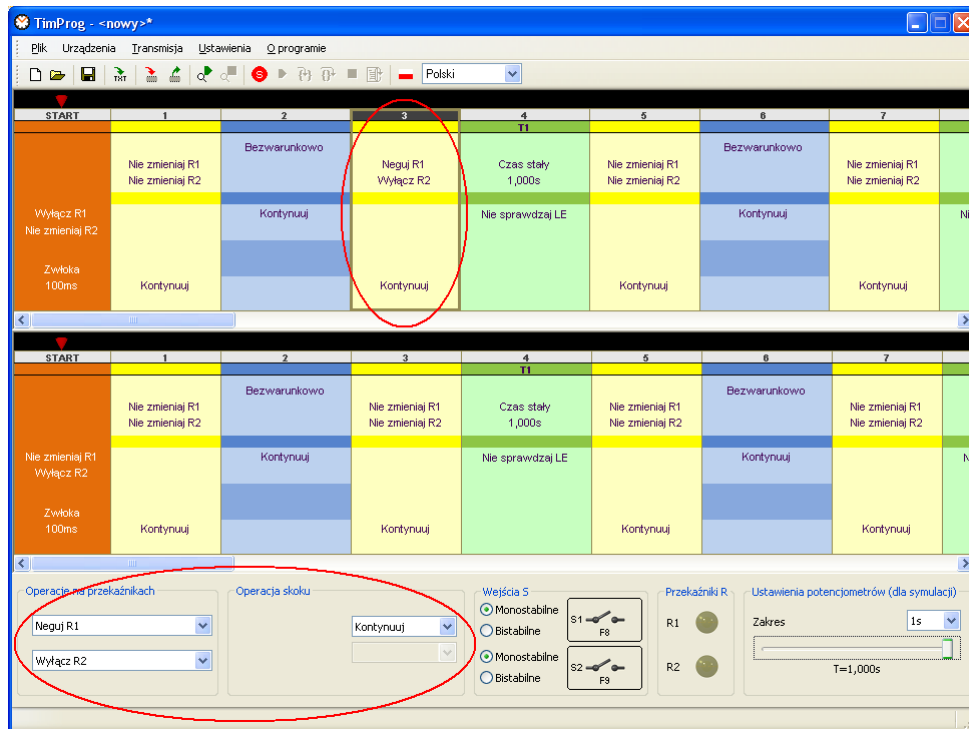 TimProg - <nowy>*
Plik Urządzenia Transmisja Ustawienia O programie
TXT S Polski
START 1 2 3 4 5 6 7
T1
Bezwarunkowo Bezwarunkowo
Nie zmieniaj R1 Neguj R1 Czas stały Nie zmieniaj R1 Nie zmieniaj R1
Nie zmieniaj R2 Wyłącz R2 1,000s Nie zmieniaj R2 Nie zmieniaj R2
Wyłącz R1 Kontynuuj Nie sprawdzaj LE Kontynuuj Ni
Nie zmieniaj R2
Zwłoka
100ms Kontynuuj Kontynuuj Kontynuuj Kontynuuj
START 1 2 3 4 5 6 7
T1
Bezwarunkowo Bezwarunkowo
Nie zmieniaj R1 Nie zmieniaj R1 Czas stały Nie zmieniaj R1 Nie zmieniaj R1
Nie zmieniaj R2 Nie zmieniaj R2 1,000s Nie zmieniaj R2 Nie zmieniaj R2
Nie zmieniaj R1 Kontynuuj Nie sprawdzaj LE Kontynuuj N
Wyłącz R2
Zwłoka
100ms Kontynuuj Kontynuuj Kontynuuj Kontynuuj
Operacje na przekaźnikach Operacja skoku Wejścia S Przekaźniki R Ustawienia potencjometrów (dla symulacji)
Neguj R1 Kontynuuj Monostabilne S1 R1 Zakres 1s
Bistabilne F8
Wyłącz R2 Monostabilne S2 R2 T=1,000s
Bistabilne F9